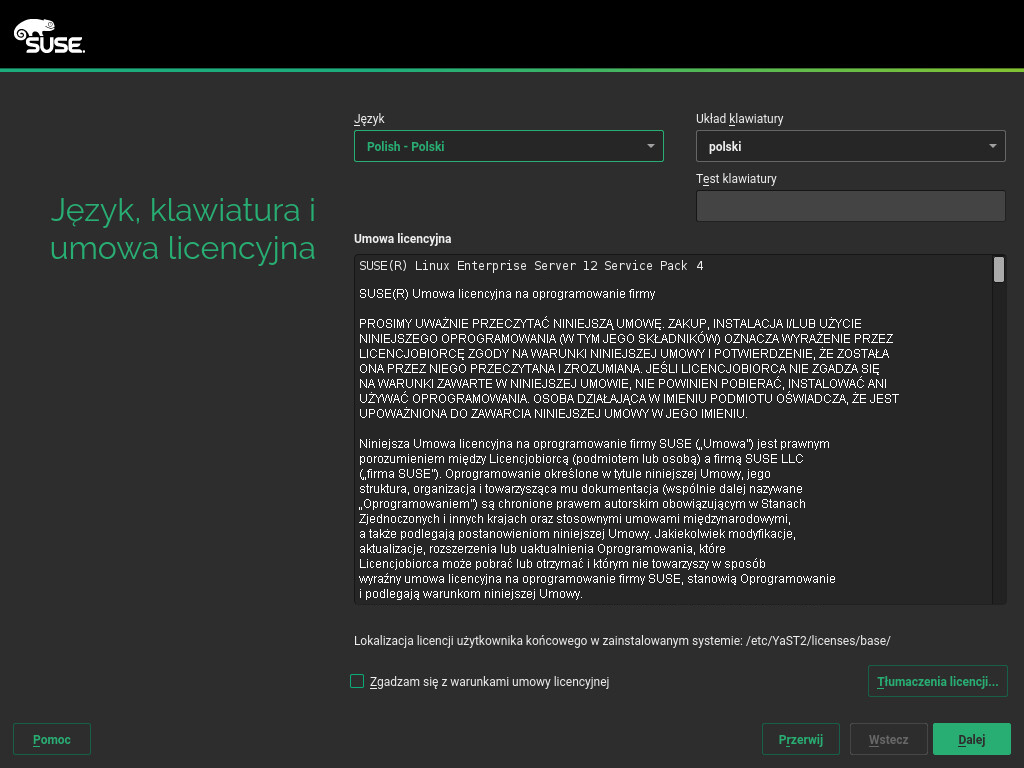 SUSE.
Język
Układ klawiatury
Polish - Polski
polski
Test klawiatury
Język, klawiatura i
umowa licencyjna
Umowa licencyjna
SUSE(R) Linux Enterprise Server 12 Service Pack 4
SUSE(R) Umowa licencyjna na oprogramowanie firmy
PROSIMY UWAŻNIE PRZECZYTAĆ NINIEJSZĄ UMOWĘ. ZAKUP, INSTALACJA I/LUB UŻYCIE
NINIEJSZEGO OPROGRAMOWANIA (W TYM JEGO SKŁADNIKÓW) OZNACZA WYRAŻENIE PRZEZ
LICENCJOBIORCĘ ZGODY NA WARUNKI NINIEJSZEJ UMOWY I POTWIERDZENIE, ŻE ZOSTAŁA
ONA PRZEZ NIEGO PRZECZYTANA I ZROZUMIANA. JEŚLI LICENCJOBIORCA NIE ZGADZA SIĘ
NA WARUNKI ZAWARTE W NINIEJSZEJ UMOWIE, NIE POWINIEN POBIERAĆ, INSTALOWAĆ ANI
UŻYWAĆ OPROGRAMOWANIA. OSOBA DZIAŁAJĄCA W IMIENIU PODMIOTU OŚWIADCZA, ŻE JEST
UPOWAŻNIONA DO ZAWARCIA NINIEJSZEJ UMOWY W JEGO IMIENIU.
Niniejsza Umowa licencyjna na oprogramowanie firmy SUSE („Umowa”) jest prawnym
porozumieniem między Licencjobiorcą (podmiotem lub osobą) a firmą SUSE LLC
(„firma SUSE”). Oprogramowanie określone w tytule niniejszej Umowy, jego
struktura, organizacja i towarzysząca mu dokumentacja (wspólnie dalej nazywane
„Oprogramowaniem”) są chronione prawem autorskim obowiązującym w Stanach
Zjednoczonych i innych krajach oraz stosownymi umowami międzynarodowymi,
a także podlegają postanowieniom niniejszej Umowy. Jakiekolwiek modyfikacje,
aktualizacje, rozszerzenia lub uaktualnienia Oprogramowania, które
Licencjobiorca może pobrać lub otrzymać i którym nie towarzyszy w sposób
wyraźny umowa licencyjna na oprogramowanie firmy SUSE, stanowią Oprogramowanie
i podlegają warunkom niniejszej Umowy.
Lokalizacja licencji użytkownika końcowego w zainstalowanym systemie: /etc/YaST2/licenses/base/
Zgadzam się z warunkami umowy licencyjnej
Tłumaczenia licencji...
Pomoc
Przerwij
Wstecz
Dalej